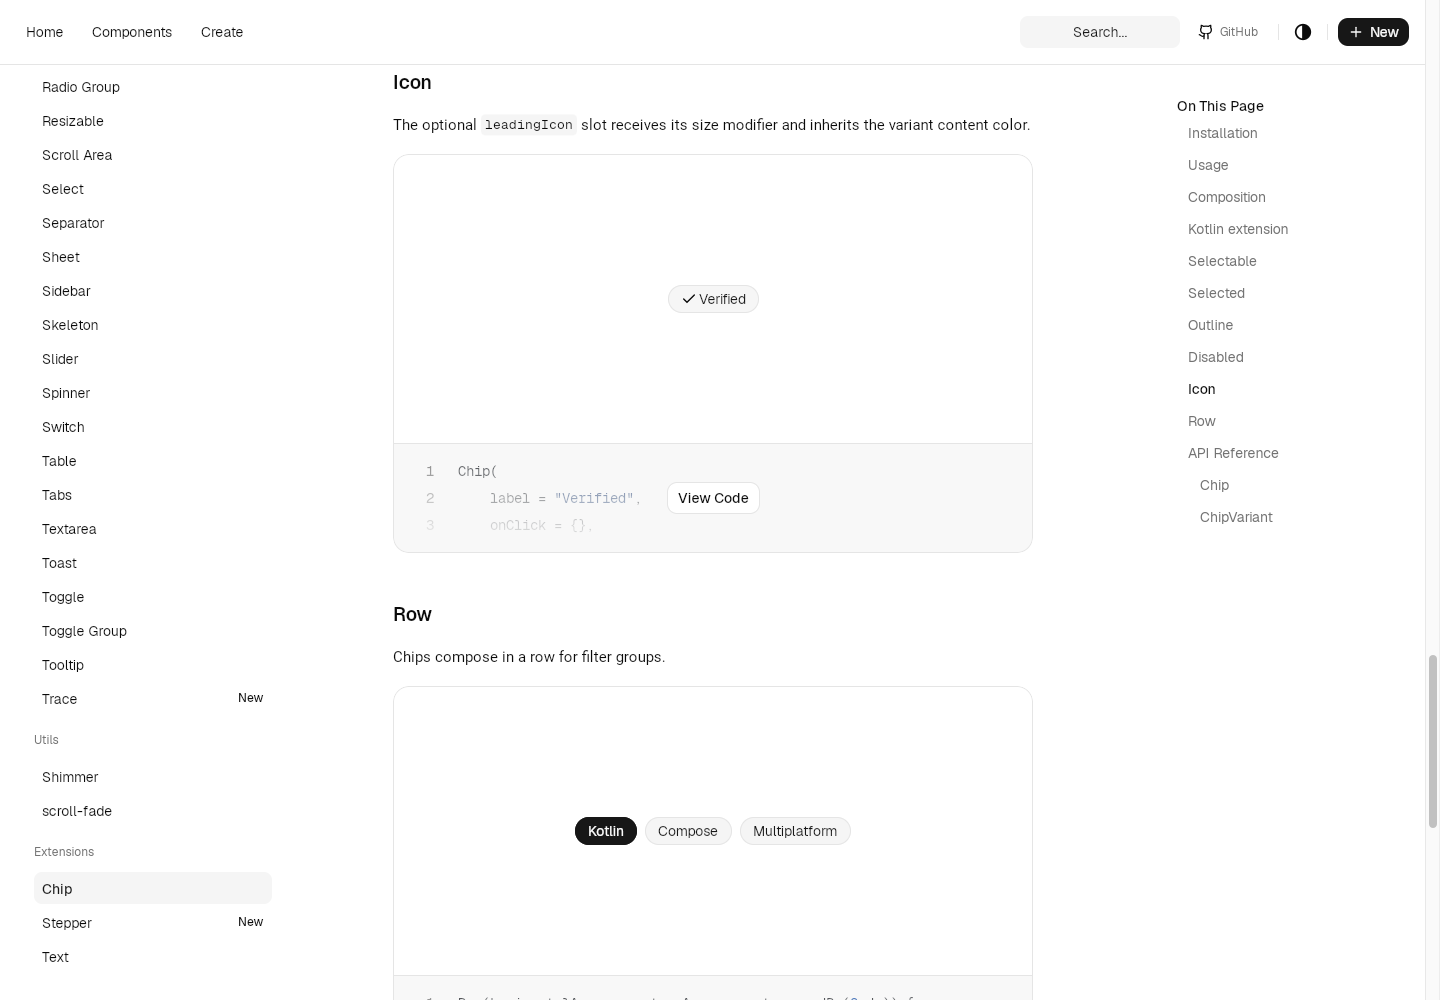 Home
Components
Create
Search...
GitHub
New
Radio Group
Resizable
Scroll Area
Select
Separator
Sheet
Sidebar
Skeleton
Slider
Spinner
Switch
Table
Tabs
Textarea
Toast
Toggle
Toggle Group
Tooltip
Trace New
Utils
Shimmer
scroll-fade
Extensions
Chip
Stepper New
Text
Icon
The optional leadingIcon slot receives its size modifier and inherits the variant content color.
Verified
1 Chip(
2 label = "Verified",
3 onClick = {},
View Code
Row
Chips compose in a row for filter groups.
Kotlin
Compose
Multiplatform
On This Page
Installation
Usage
Composition
Kotlin extension
Selectable
Selected
Outline
Disabled
Icon
Row
API Reference
Chip
ChipVariant